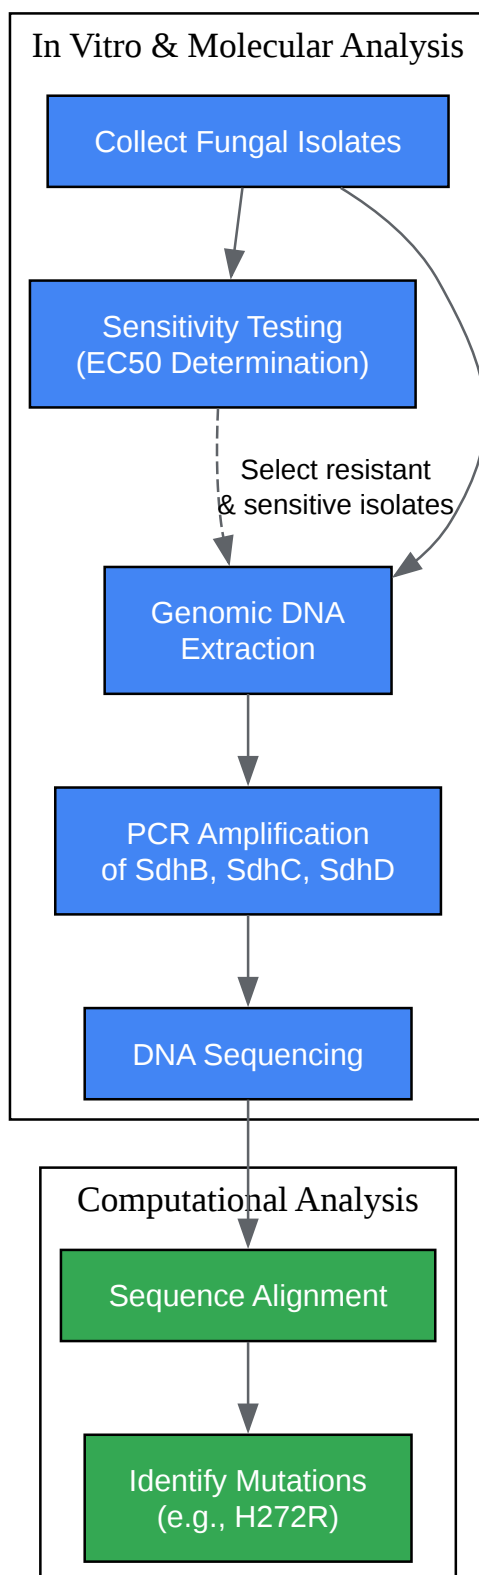 In Vitro & Molecular Analysis
Collect Fungal Isolates
Sensitivity Testing
(EC50 Determination)
Select resistant
& sensitive isolates
Genomic DNA
Extraction
PCR Amplification
of SdhB, SdhC, SdhD
DNA Sequencing
Computational Analysis
Sequence Alignment
Identify Mutations
(e.g., H272R)